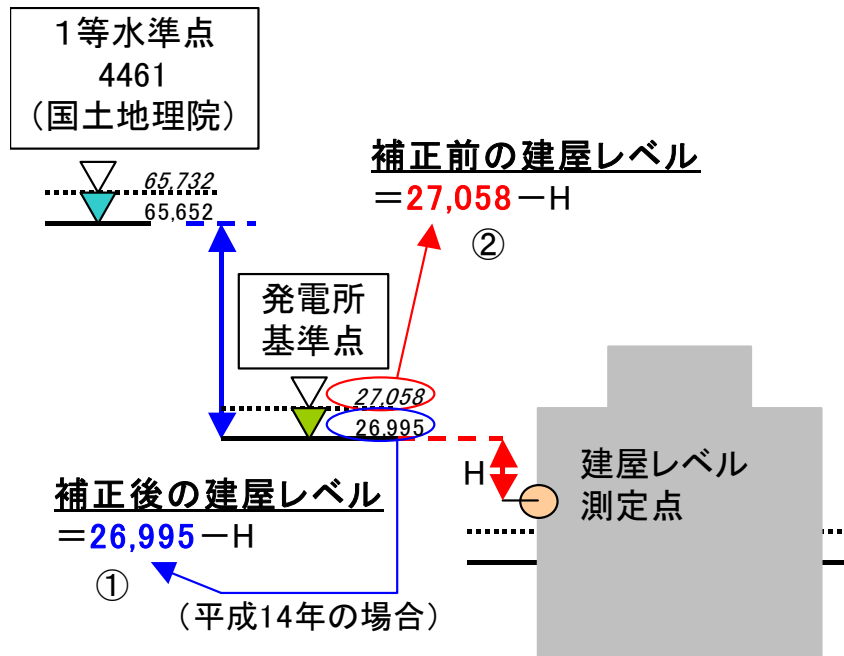 １等水準点
4461
（国土地理院）
65,732
65,652
補正前の建屋レベル
＝27,058－H
②
発電所
基準点
27,058
26,995
H
建屋レベル
測定点
補正後の建屋レベル
＝26,995－H
①
（平成14年の場合）